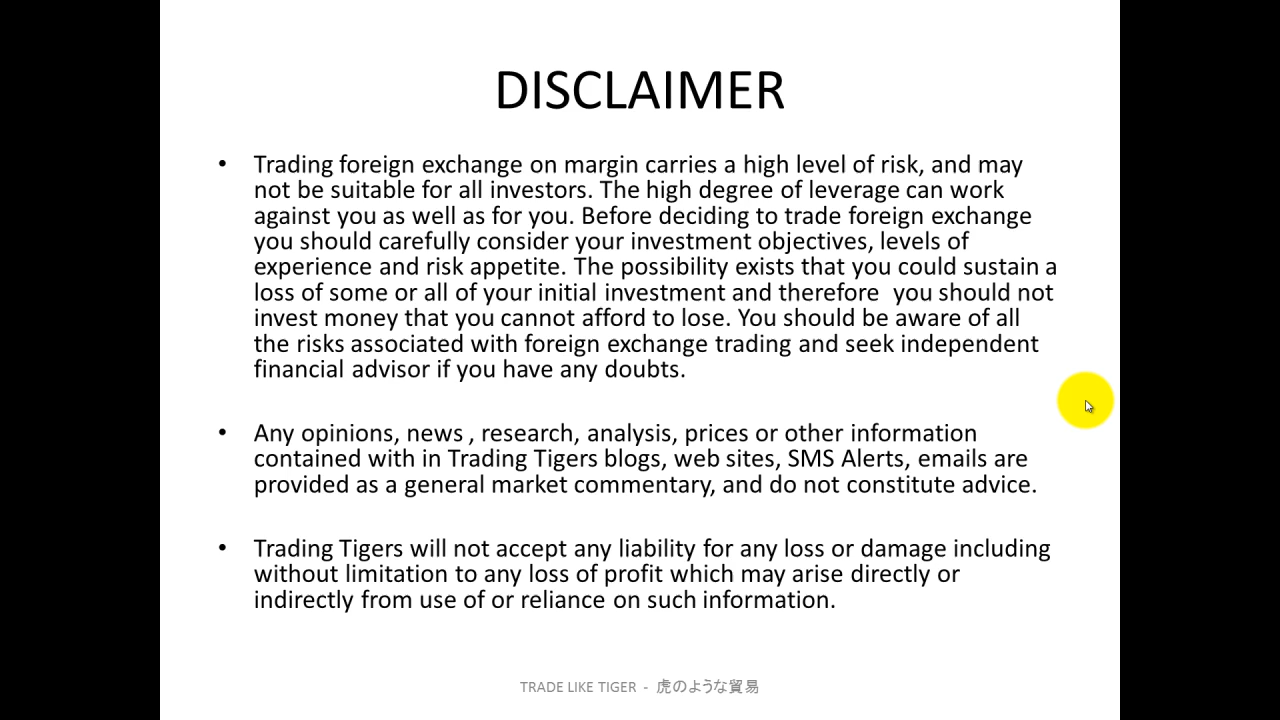 DISCLAIMER
• Trading foreign exchange on margin carries a high level of risk, and may
not be suitable for all investors. The high degree of leverage can work
against you as well as for you. Before deciding to trade foreign exchange
you should carefully consider your investment objectives, levels of
experience and risk appetite. The possibility exists that you could sustain a
loss of some or all of your initial investment and therefore  you should not
invest money that you cannot afford to lose. You should be aware of all
the risks associated with foreign exchange trading and seek independent
financial advisor if you have any doubts.
• Any opinions, news , research, analysis, prices or other information
contained with in Trading Tigers blogs, web sites, SMS Alerts, emails are
provided as a general market commentary, and do not constitute advice.
• Trading Tigers will not accept any liability for any loss or damage including
without limitation to any loss of profit which may arise directly or
indirectly from use of or reliance on such information.
TRADE LIKE TIGER - 虎のような貿易